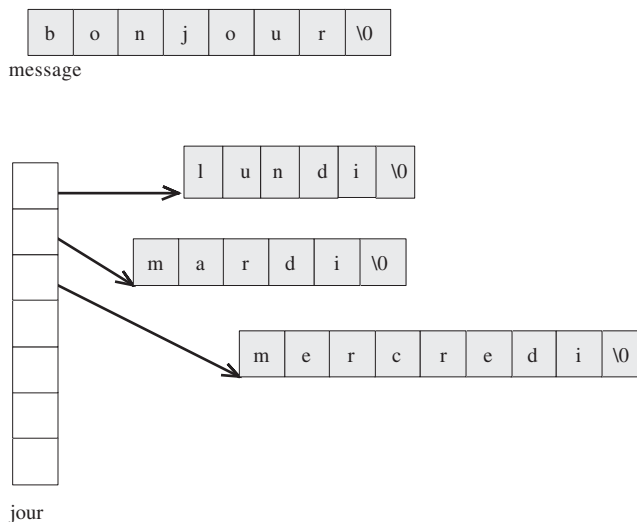 b o n j o u r \0
message
l u n d i \0
m a r d i \0
m e r c r e d i \0
jour